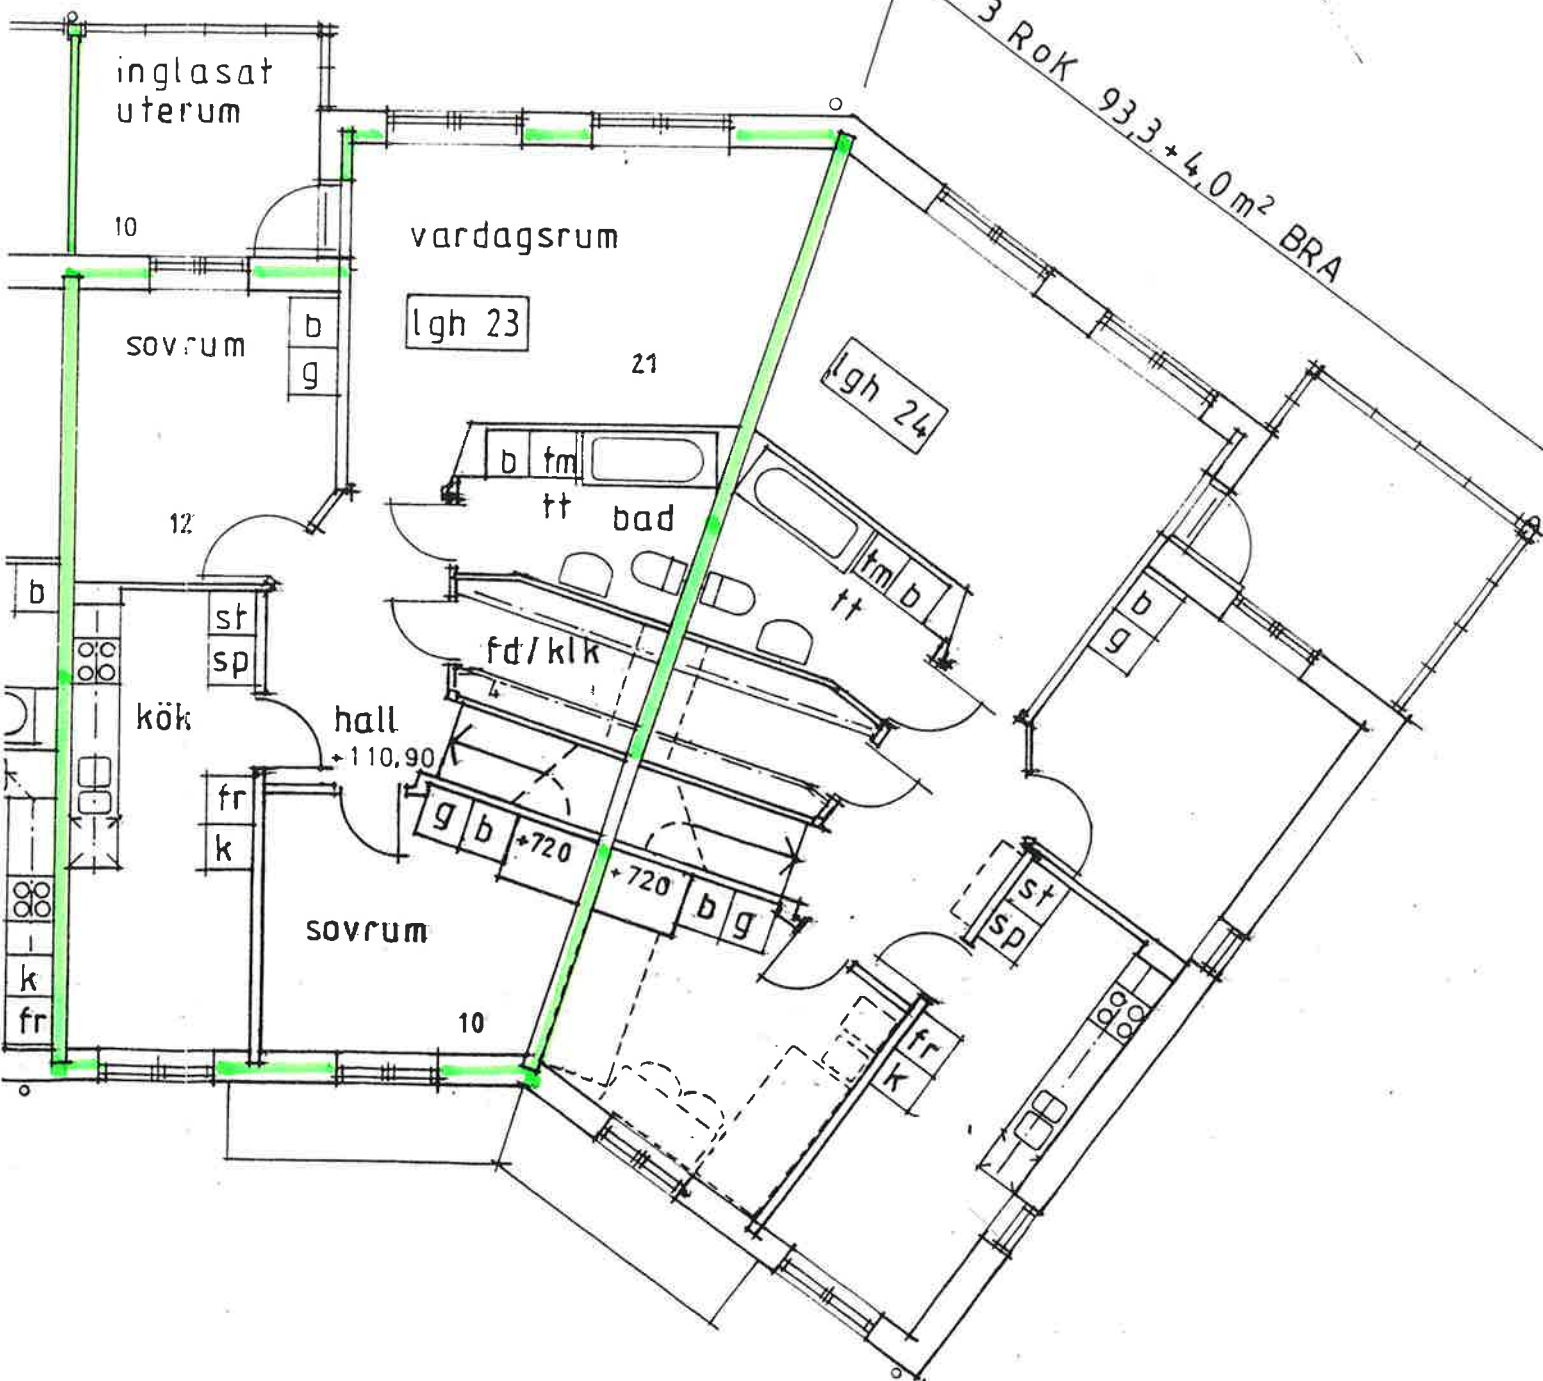 3 RoK 93,3+4,0 m² BRA
inglasat
uterum
10
vardagsrum
lgh 23
21
sovrum
b
g
12
lgh 24
b
tm
tt
bad
tm
b
tt
b
g
b
st
sp
fd/klk
4
kök
hall
+110,90
fr
k
g
b
+720
+720
b
g
st
sp
sovrum
10
k
fr
fr
k